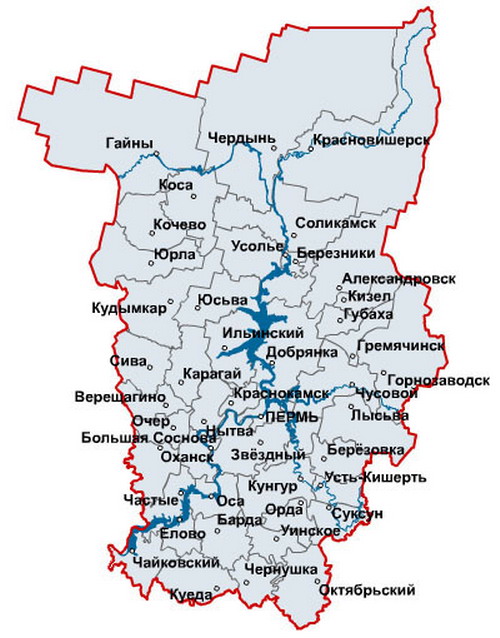 Гайны
Чердынь
Красновишерск
Коса
Кочево
Соликамск
Усолье
Березники
Юрла
Александровск
Кизел
Юсьва
Кудымкар
Губаха
Ильинский
Гремячинск
Добрянка
Сива
Карагай
Горнозаводск
Верещагино
Краснокамск
Чусовой
ПЕРМЬ
Лысьва
Очер
Нытва
Большая Соснова
Оханск
Звёздный
Берёзовка
Усть-Кишерть
Кунгур
Частые
Оса
Орда
Суксун
Барда
Уинское
Елово
Чайковский
Чернушка
Куеда
Октябрьский